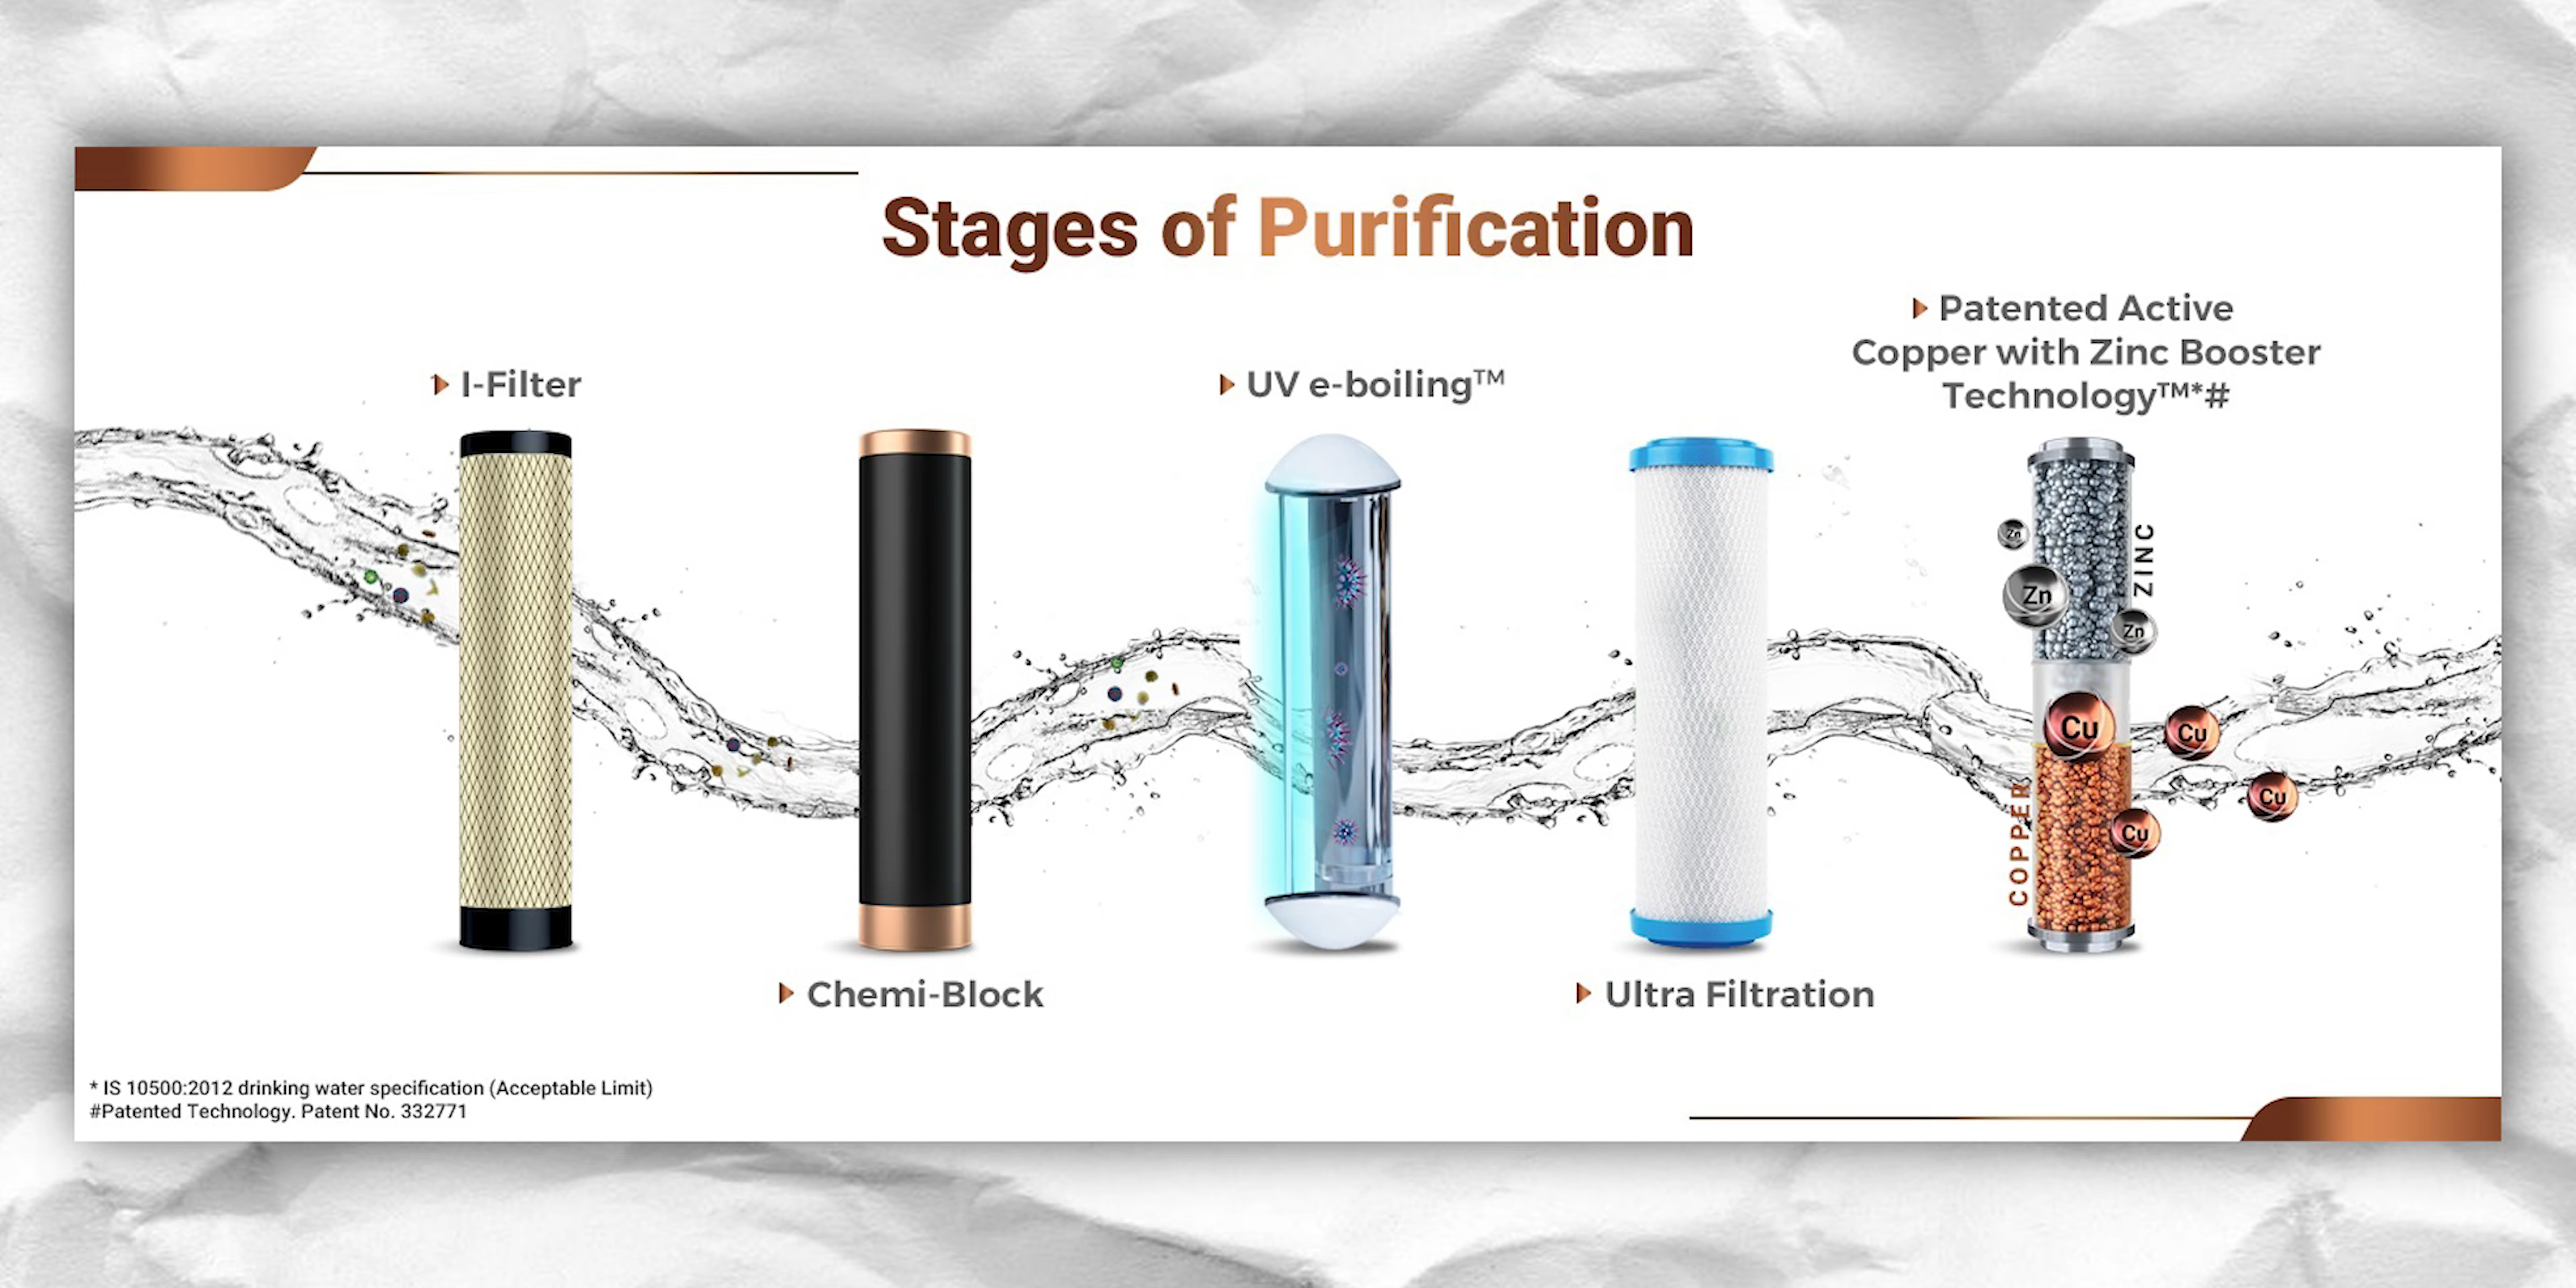 Stages of Purification
I-Filter
Chemi-Block
UV e-boiling™
Ultra Filtration
Patented Active
Copper with Zinc Booster
Technology™*#
Zn
Zn
Zn
ZINC
Cu
Cu
Cu
Cu
COPPER
* IS 10500:2012 drinking water specification (Acceptable Limit)
#Patented Technology. Patent No. 332771